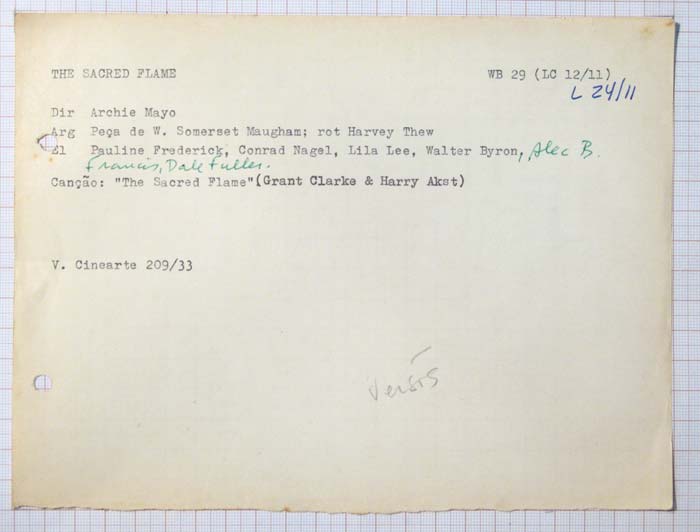 THE SACRED FLAME WB 29 (LC 12/11)
L 24/11
Dir Archie Mayo
Arg Peça de W. Somerset Maugham; rot Harvey Thew
El Pauline Frederick, Conrad Nagel, Lila Lee, Walter Byron, Alec B.
Francis, Dale Fuller.
Canção: "The Sacred Flame"(Grant Clarke & Harry Akst)
V. Cinearte 209/33